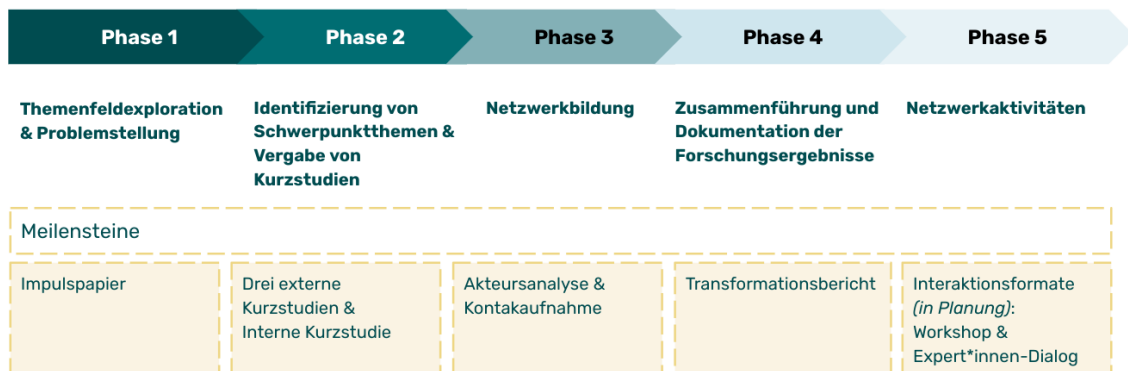 Phase 1
Phase 2
Phase 3
Phase 4
Phase 5
Themenfeldexploration
& Problemstellung
Identifizierung von
Schwerpunktthemen &
Vergabe von
Kurzstudien
Netzwerkbildung
Zusammenführung und
Dokumentation der
Forschungsergebnisse
Netzwerkaktivitäten
Meilensteine
Impulspapier
Drei externe
Kurzstudien &
Interne Kurzstudie
Akteursanalyse &
Kontakaufnahme
Transformationsbericht
Interaktionsformate
(in Planung):
Workshop &
Expert*innen-Dialog